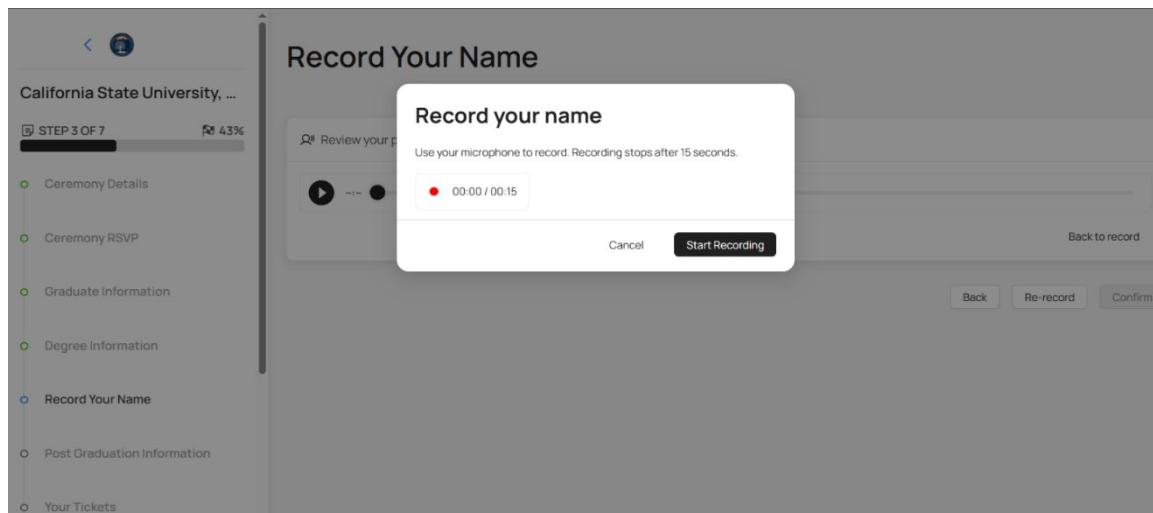 California State University, ...
STEP 3 OF 7 43%
Ceremony Details
Ceremony RSVP
Graduate Information
Degree Information
Record Your Name
Post Graduation Information
Your Tickets
Record Your Name
Review your p
--:--
Back to record
Back Re-record Confirm
Record your name
Use your microphone to record. Recording stops after 15 seconds.
00:00 / 00:15
Cancel Start Recording